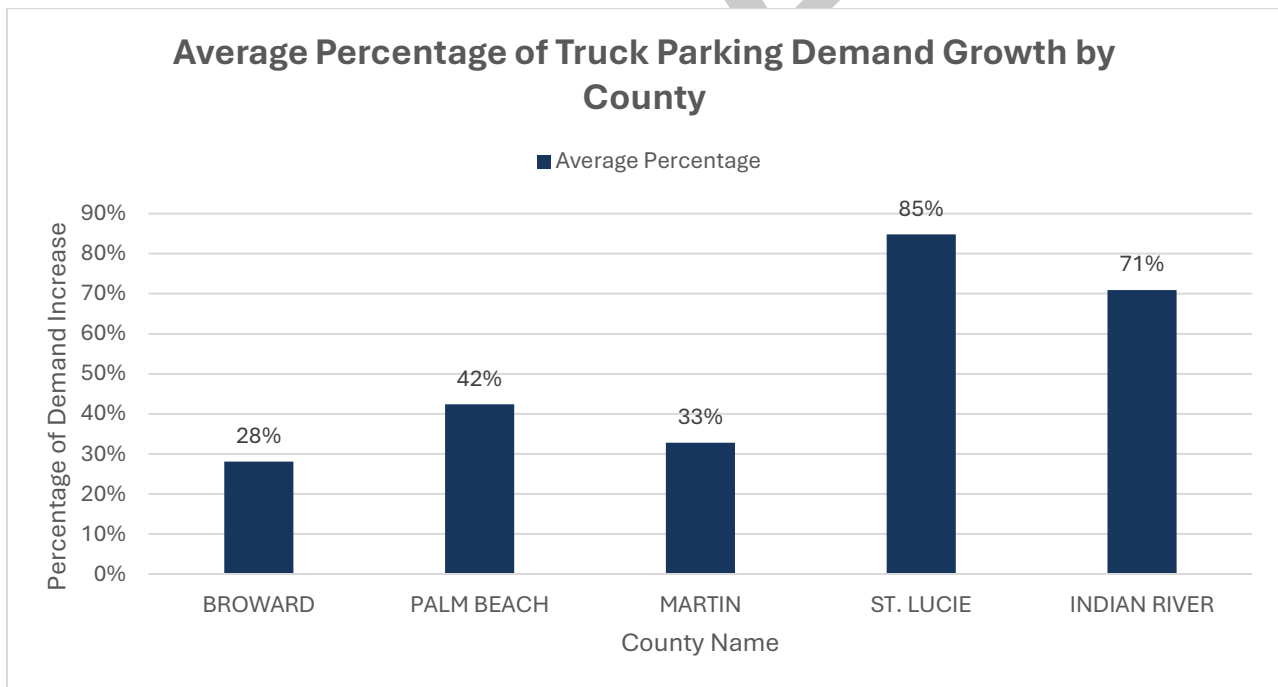 Average Percentage of Truck Parking Demand Growth by
County
Average Percentage
Percentage of Demand Increase
90%
80%
70%
60%
50%
40%
30%
20%
10%
0%
28%
42%
33%
85%
71%
BROWARD
PALM BEACH
MARTIN
ST. LUCIE
INDIAN RIVER
County Name